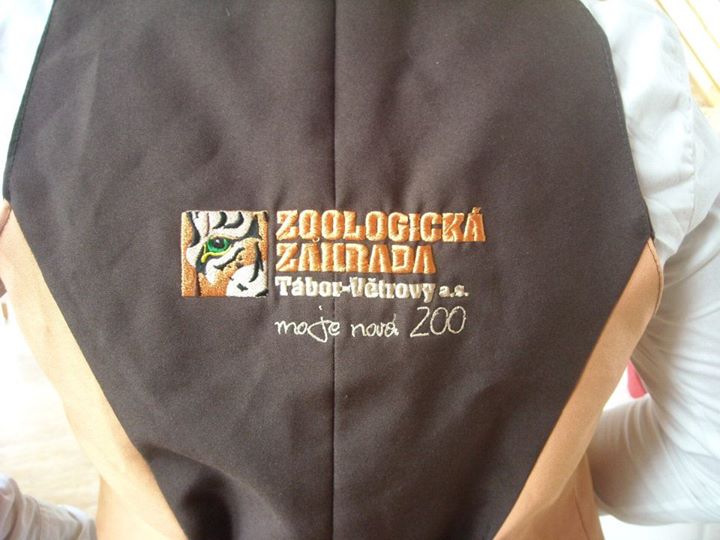 ZOOLOGICKÁ
ZAHRADA
Tábor-Větrovy a.s.
moje nová ZOO